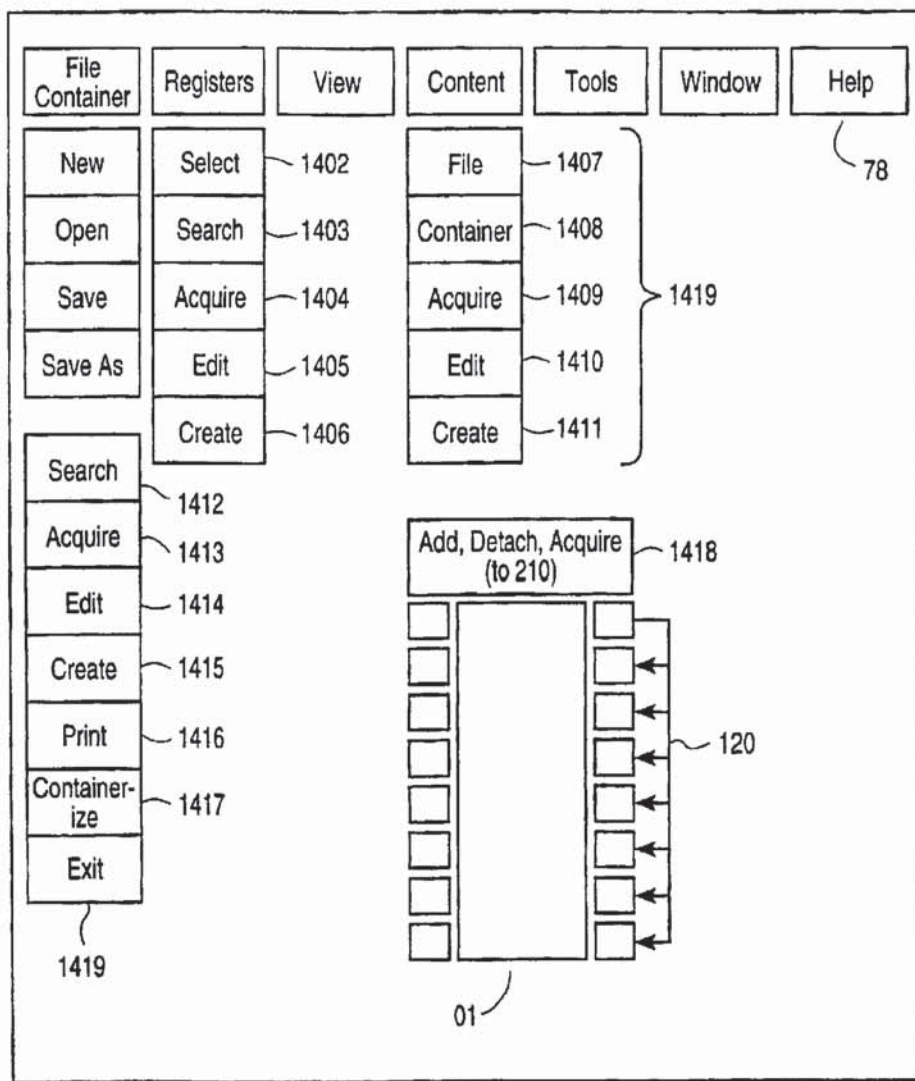 File
Container
Registers
View
Content
Tools
Window
Help
New
Select
1402
File
1407
78
Open
Search
1403
Container
1408
Save
Acquire
1404
Acquire
1409
1419
Save As
Edit
1405
Edit
1410
Create
1406
Create
1411
Search
1412
Acquire
1413
Edit
1414
Create
1415
Print
1416
Container-
ize
1417
Exit
1419
Add, Detach, Acquire
(to 210)
1418
120
01